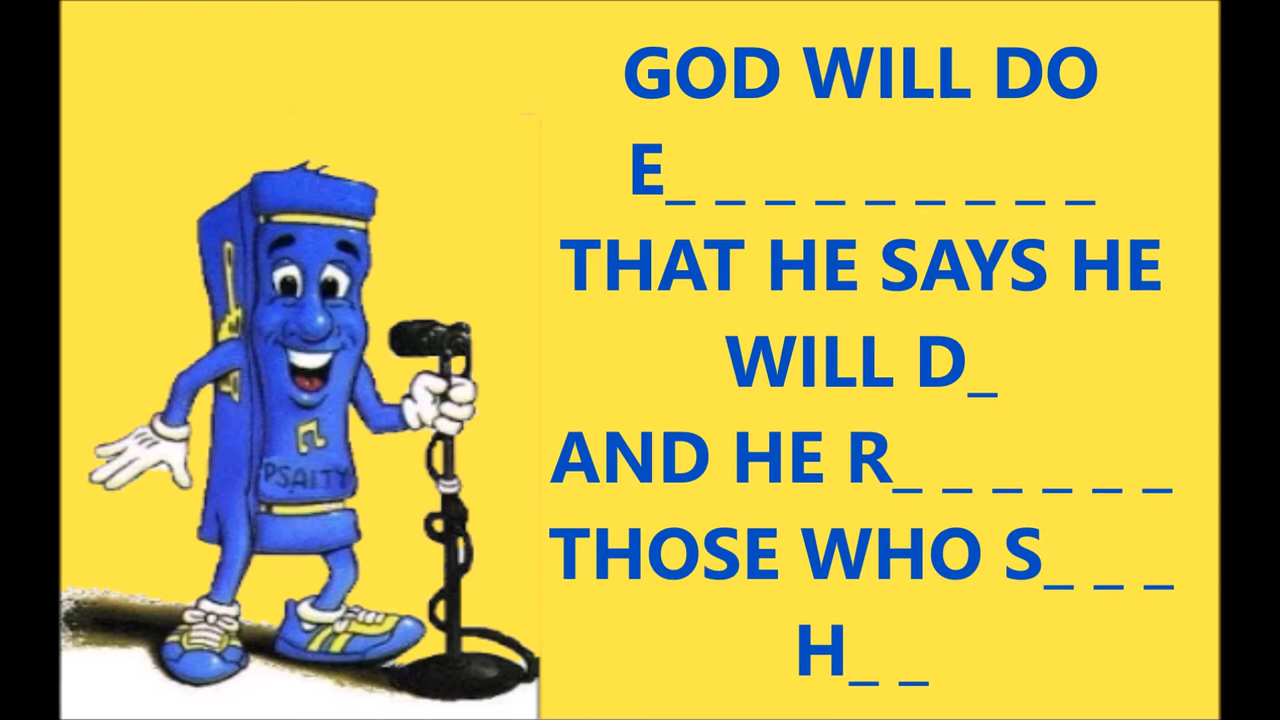 GOD WILL DO
E_ _ _ _ _ _ _ _ _
THAT HE SAYS HE
WILL D_
AND HE R_ _ _ _ _ _
THOSE WHO S_ _ _
H_ _
PSALTY